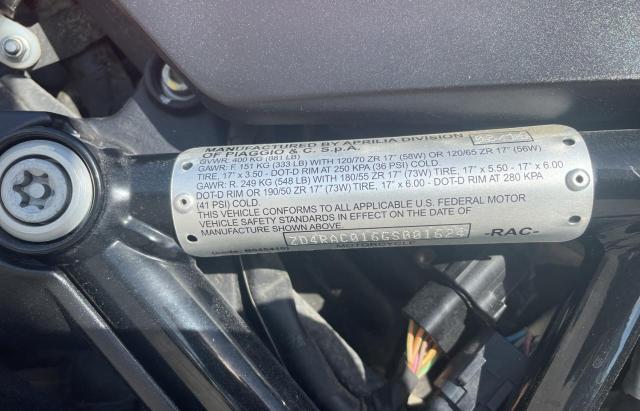 MANUFACTURED BY APRILIA DIVISION
OF PIAGGIO & C. S.p.A.
GVWR: 400 KG (881 LB)
GAWR: F. 151 KG (333 LB) WITH 120/70 ZR 17" (58W) OR 120/65 ZR 17" (56W)
TIRE, 17" x 3.50 - DOT-D RIM AT 250 KPA (36 PSI) COLD.
GAWR: R. 249 KG (548 LB) WITH 180/55 ZR 17" (73W) TIRE, 17" x 5.50 - 17" x 6.00
DOT-D RIM OR 190/50 ZR 17" (73W) TIRE, 17" x 6.00 - DOT-D RIM AT 280 KPA
(41 PSI) COLD.
THIS VEHICLE CONFORMS TO ALL APPLICABLE U.S. FEDERAL MOTOR
VEHICLE SAFETY STANDARDS IN EFFECT ON THE DATE OF
MANUFACTURE SHOWN ABOVE.
-RAC-
MOTORCYCLE